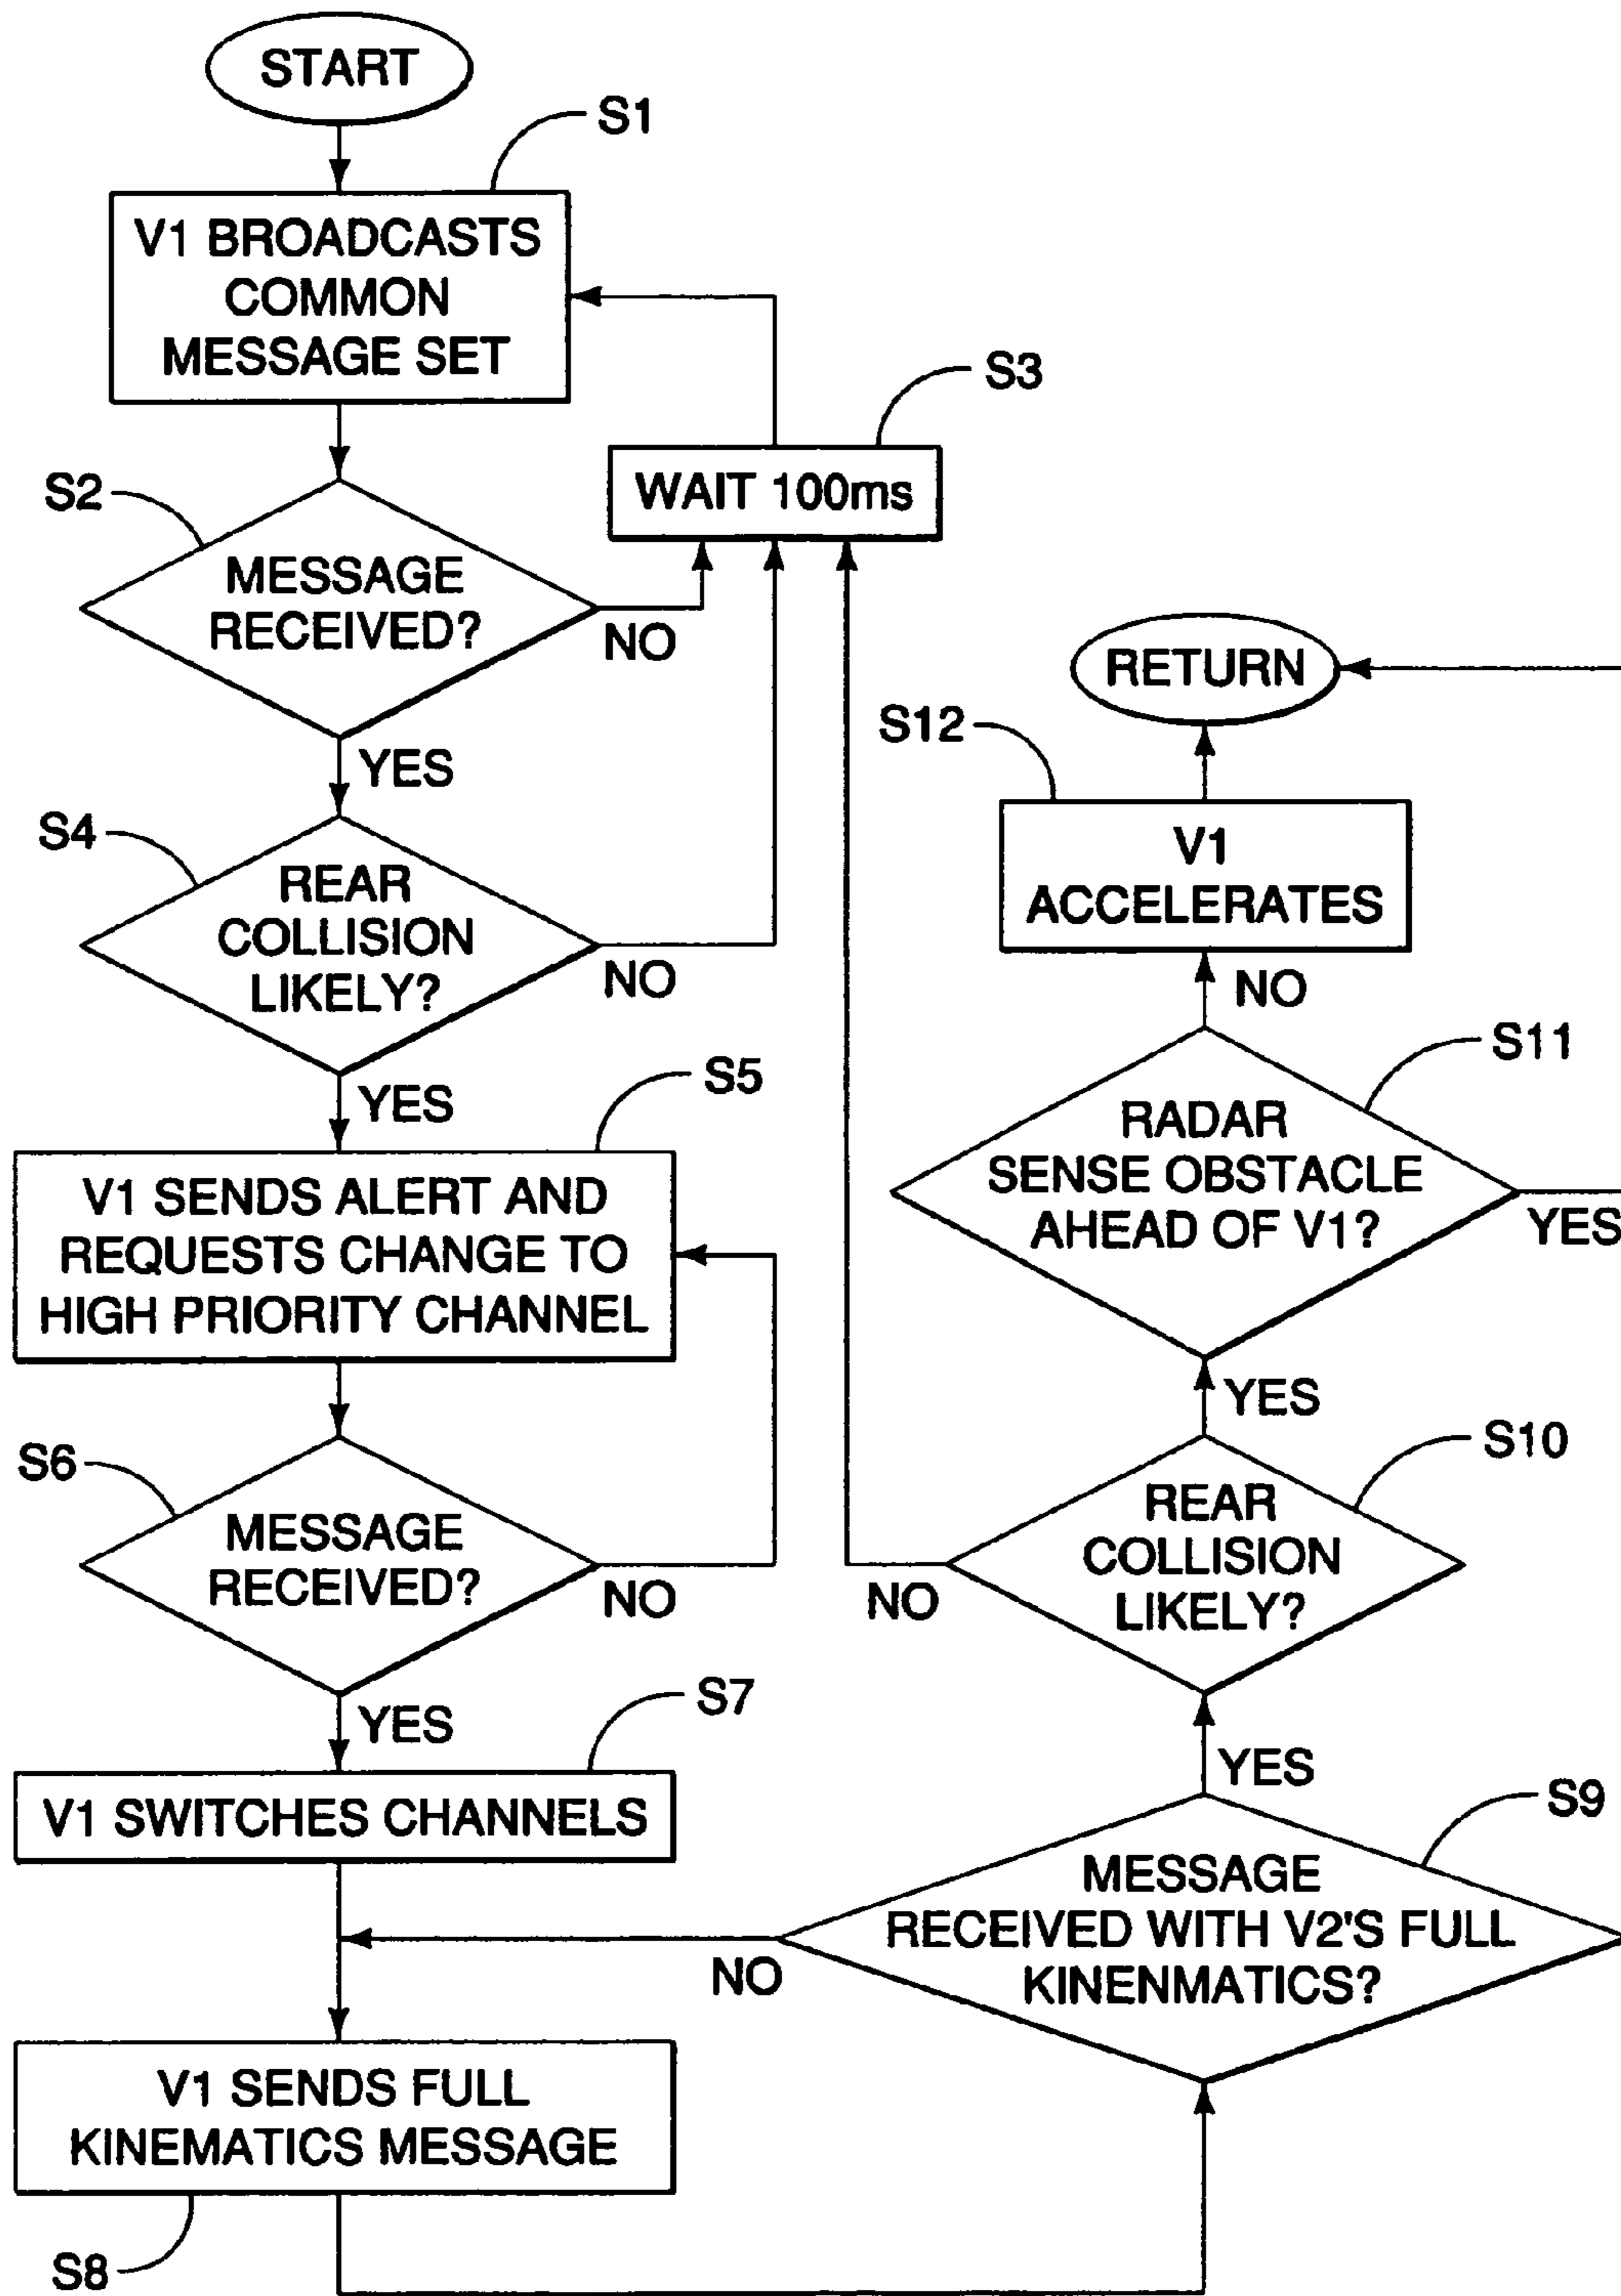 START
S1
V1 BROADCASTS
COMMON
MESSAGE SET
S3
WAIT 100ms
S2
MESSAGE
RECEIVED?
NO
YES
S4
REAR
COLLISION
LIKELY?
NO
YES
S5
V1 SENDS ALERT AND
REQUESTS CHANGE TO
HIGH PRIORITY CHANNEL
S6
MESSAGE
RECEIVED?
NO
YES
S7
V1 SWITCHES CHANNELS
V1 SENDS FULL
KINEMATICS MESSAGE
S8
S9
MESSAGE
RECEIVED WITH V2'S FULL
KINENMATICS?
NO
YES
S10
REAR
COLLISION
LIKELY?
NO
YES
S11
RADAR
SENSE OBSTACLE
AHEAD OF V1?
YES
NO
S12
V1
ACCELERATES
RETURN